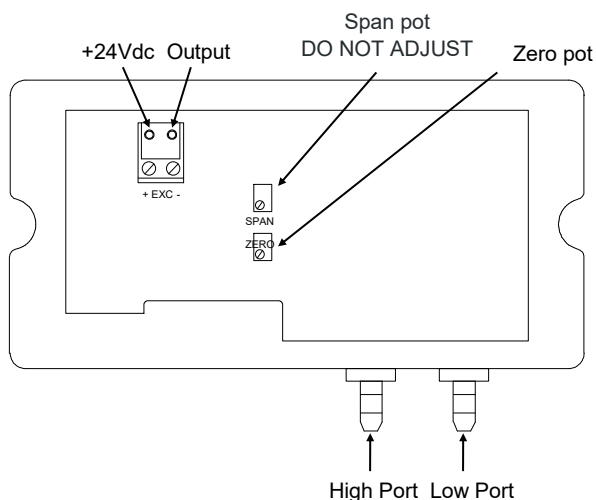 Span pot
DO NOT ADJUST
+24Vdc Output
Zero pot
+ EXC -
SPAN
ZERO
High Port Low Port